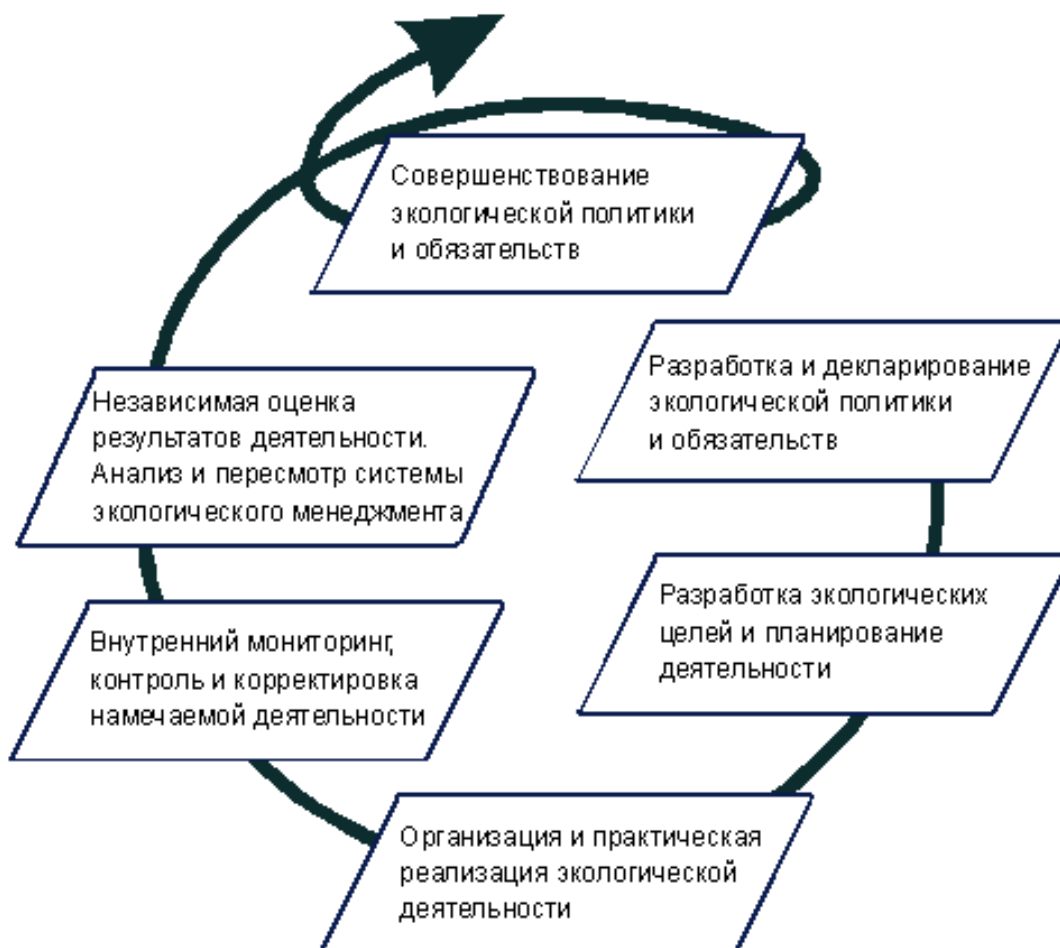 Совершенствование
экологической политики
и обязательств
Разработка и декларирование
экологической политики
и обязательств
Независимая оценка
результатов деятельности.
Анализ и пересмотр системы
экологического менеджмента
Разработка экологических
целей и планирование
деятельности
Внутренний мониторинг,
контроль и корректировка
намечаемой деятельности
Организация и практическая
реализация экологической
деятельности